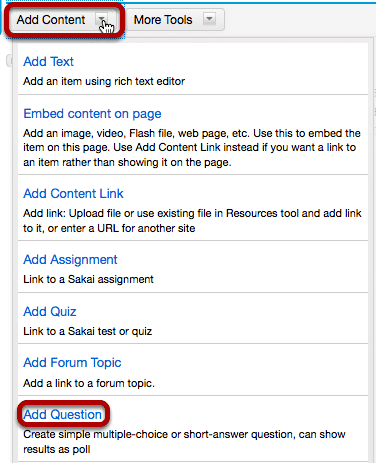 Add Content More Tools
Add Text
Add an item using rich text editor
Embed content on page
Add an image, video, Flash file, web page, etc. Use this to embed the
item on this page. Use Add Content Link instead if you want a link to
an item rather than showing it on the page.
Add Content Link
Add link: Upload file or use existing file in Resources tool and add link
to it, or enter a URL for another site
Add Assignment
Link to a Sakai assignment
Add Quiz
Link to a Sakai test or quiz
Add Forum Topic
Add a link to a forum topic.
Add Question
Create simple multiple-choice or short-answer question, can show
results as poll